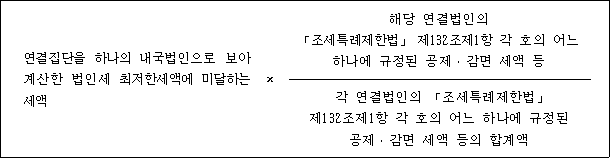 연결집단을 하나의 내국법인으로 보아
계산한 법인세 최저한세액에 미달하는
세액
×
해당 연결법인의
「조세특례제한법」 제132조제1항 각 호의 어느
하나에 규정된 공제ㆍ감면 세액 등
각 연결법인의 「조세특례제한법」
제132조제1항 각 호의 어느 하나에 규정된
공제ㆍ감면 세액 등의 합계액